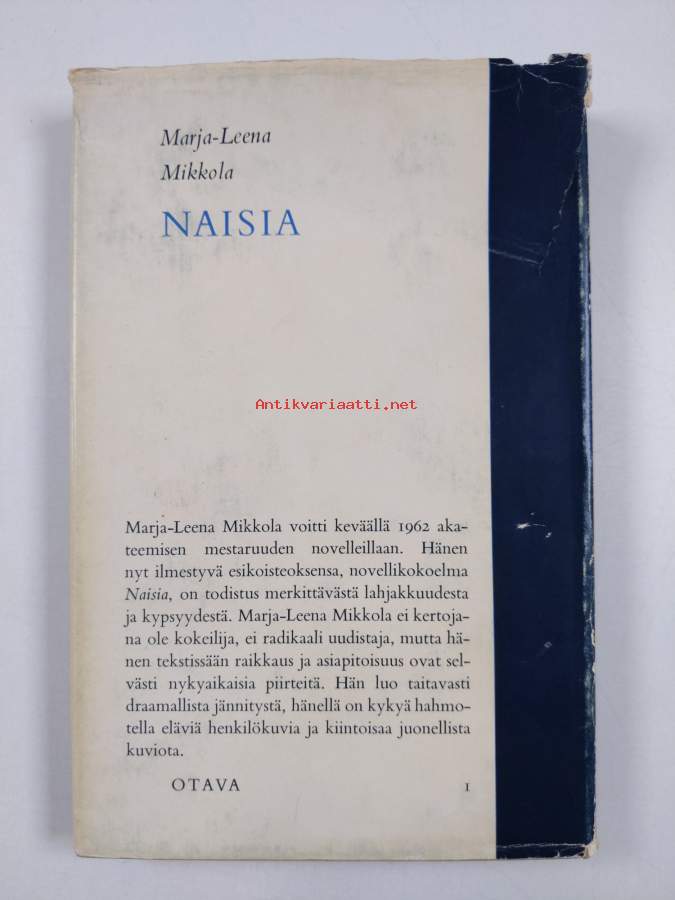 Marja-Leena
Mikkola
NAISIA
Antikvariaatti.net
Marja-Leena Mikkola voitti keväällä 1962 aka-
teemisen mestaruuden novelleillaan. Hänen
nyt ilmestyvä esikoisteoksensa, novellikokoelma
Naisia, on todistus merkittävästä lahjakkuudesta
ja kypsyydestä. Marja-Leena Mikkola ei kertoja-
na ole kokeilija, ei radikaali uudistaja, mutta hä-
nen tekstissään raikkaus ja asiapitoisuus ovat sel-
västi nykyaikaisia piirteitä. Hän luo taitavasti
draamallista jännitystä, hänellä on kykyä hahmo-
tella eläviä henkilökuvia ja kiintoisaa juonellista
kuviota.
OTAVA 1